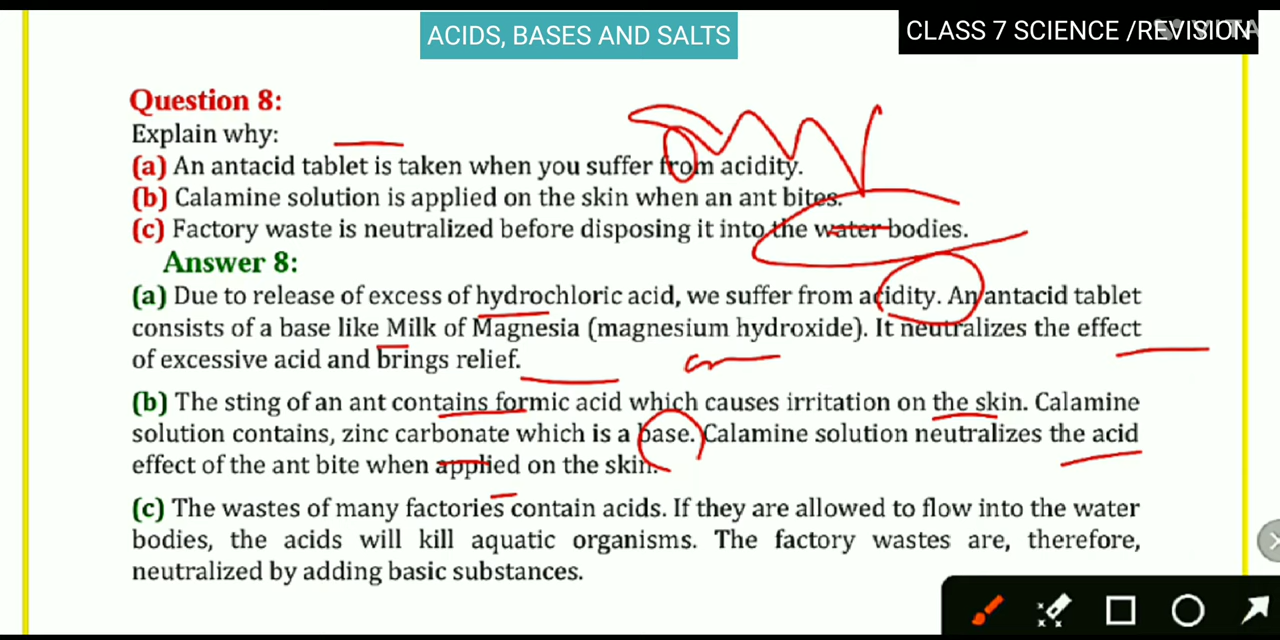 ACIDS, BASES AND SALTS
CLASS 7 SCIENCE /REVISION
Question 8:
Explain why:
(a) An antacid tablet is taken when you suffer from acidity.
(b) Calamine solution is applied on the skin when an ant bites.
(c) Factory waste is neutralized before disposing it into the water bodies.
Answer 8:
(a) Due to release of excess of hydrochloric acid, we suffer from acidity. An antacid tablet
consists of a base like Milk of Magnesia (magnesium hydroxide). It neutralizes the effect
of excessive acid and brings relief.
(b) The sting of an ant contains formic acid which causes irritation on the skin. Calamine
solution contains, zinc carbonate which is a base. Calamine solution neutralizes the acid
effect of the ant bite when applied on the skin.
(c) The wastes of many factories contain acids. If they are allowed to flow into the water
bodies, the acids will kill aquatic organisms. The factory wastes are, therefore,
neutralized by adding basic substances.